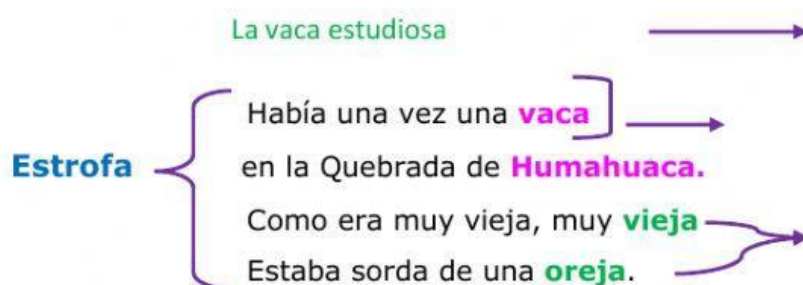 La vaca estudiosa
Había una vez una vaca
Estrofa
en la Quebrada de Humahuaca.
Como era muy vieja, muy vieja
Estaba sorda de una oreja.